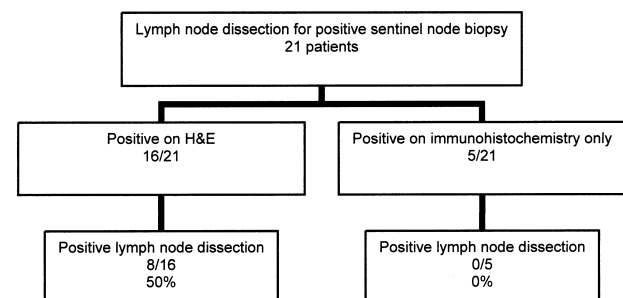 Lymph node dissection for positive sentinel node biopsy
21 patients
Positive on H&E
16/21
Positive on immunohistochemistry only
5/21
Positive lymph node dissection
8/16
50%
Positive lymph node dissection
0/5
0%